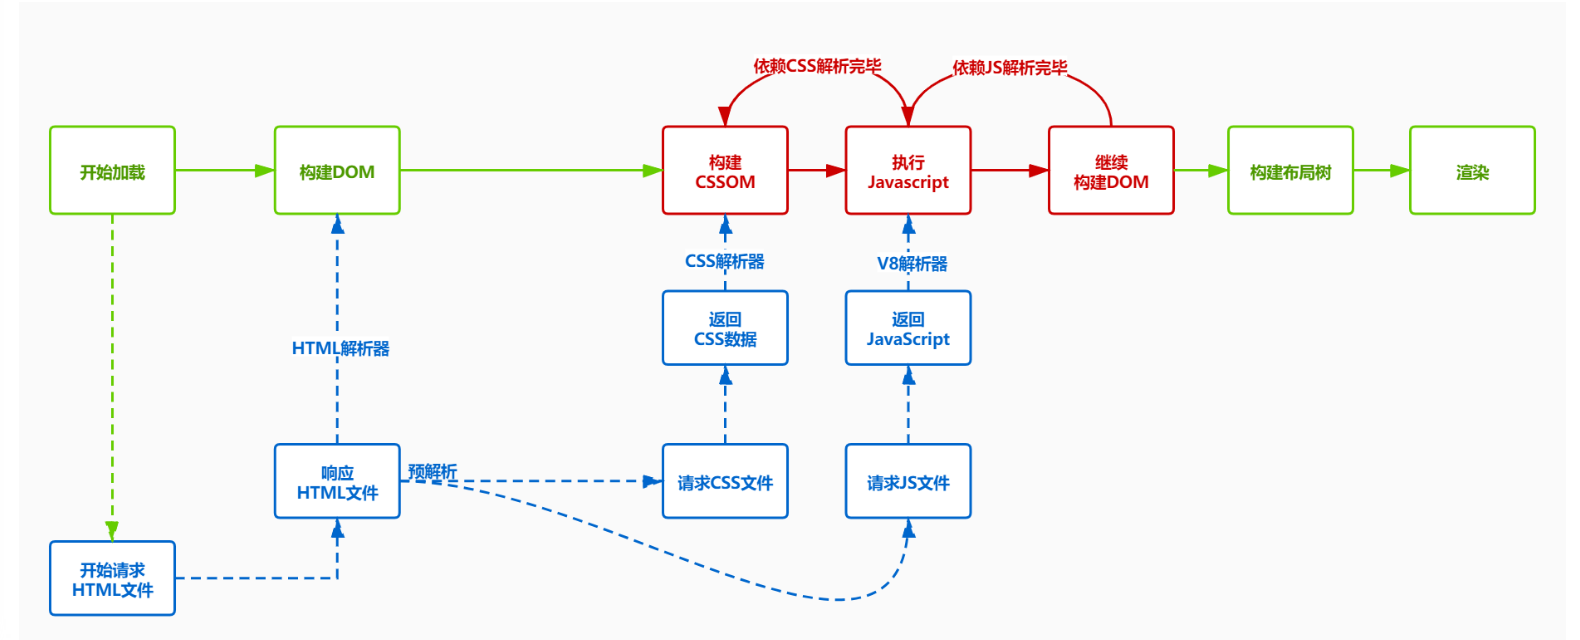 依赖CSS解析完毕
依赖JS解析完毕
开始加载
构建DOM
构建
CSSOM
执行
Javascript
继续
构建DOM
构建布局树
渲染
CSS解析器
V8解析器
返回
CSS数据
返回
JavaScript
HTML解析器
响应
HTML文件
预解析
请求CSS文件
请求JS文件
开始请求
HTML文件